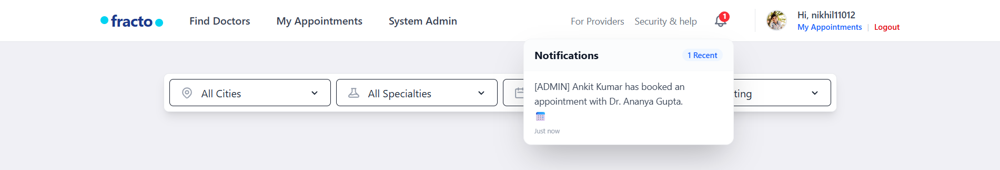 fracto
Find Doctors
My Appointments
System Admin
For Providers
Security & help
1
Hi, nikhil11012
My Appointments | Logout
Notifications
1 Recent
[ADMIN] Ankit Kumar has booked an
appointment with Dr. Ananya Gupta.
Just now
All Cities
All Specialties
ting